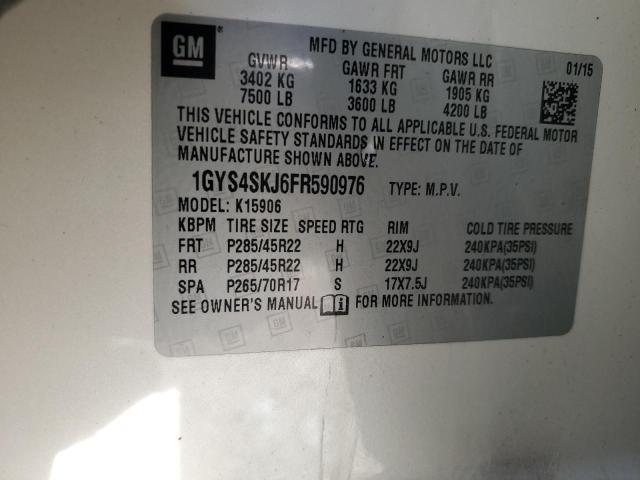 GM
MFD BY GENERAL MOTORS LLC
GVWR GAWR FRT GAWR RR 01/15
3402 KG 1633 KG 1905 KG
7500 LB 3600 LB 4200 LB
THIS VEHICLE CONFORMS TO ALL APPLICABLE U.S. FEDERAL MOTOR
VEHICLE SAFETY STANDARDS IN EFFECT ON THE DATE OF
MANUFACTURE SHOWN ABOVE.
1GYS4SKJ6FR590976 TYPE: M.P.V.
MODEL: K15906
KBPM TIRE SIZE SPEED RTG RIM COLD TIRE PRESSURE
FRT P285/45R22 H 22X9J 240KPA(35PSI)
RR P285/45R22 H 22X9J 240KPA(35PSI)
SPA P265/70R17 S 17X7.5J 240KPA(35PSI)
SEE OWNER'S MANUAL i FOR MORE INFORMATION.